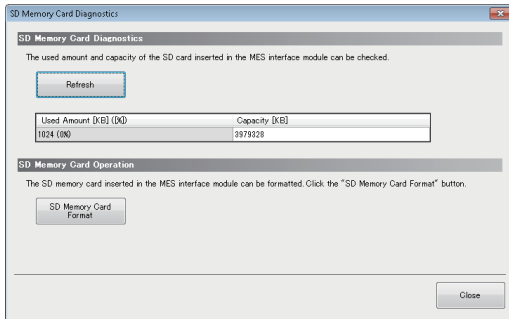 SD Memory Card Diagnostics
SD Memory Card Diagnostics
The used amount and capacity of the SD card inserted in the MES interface module can be checked.
Refresh
Used Amount [KB] ([%]) Capacity [KB]
1024 (0%) 3979328
SD Memory Card Operation
The SD memory card inserted in the MES interface module can be formatted. Click the "SD Memory Card Format" button.
SD Memory Card
Format
Close